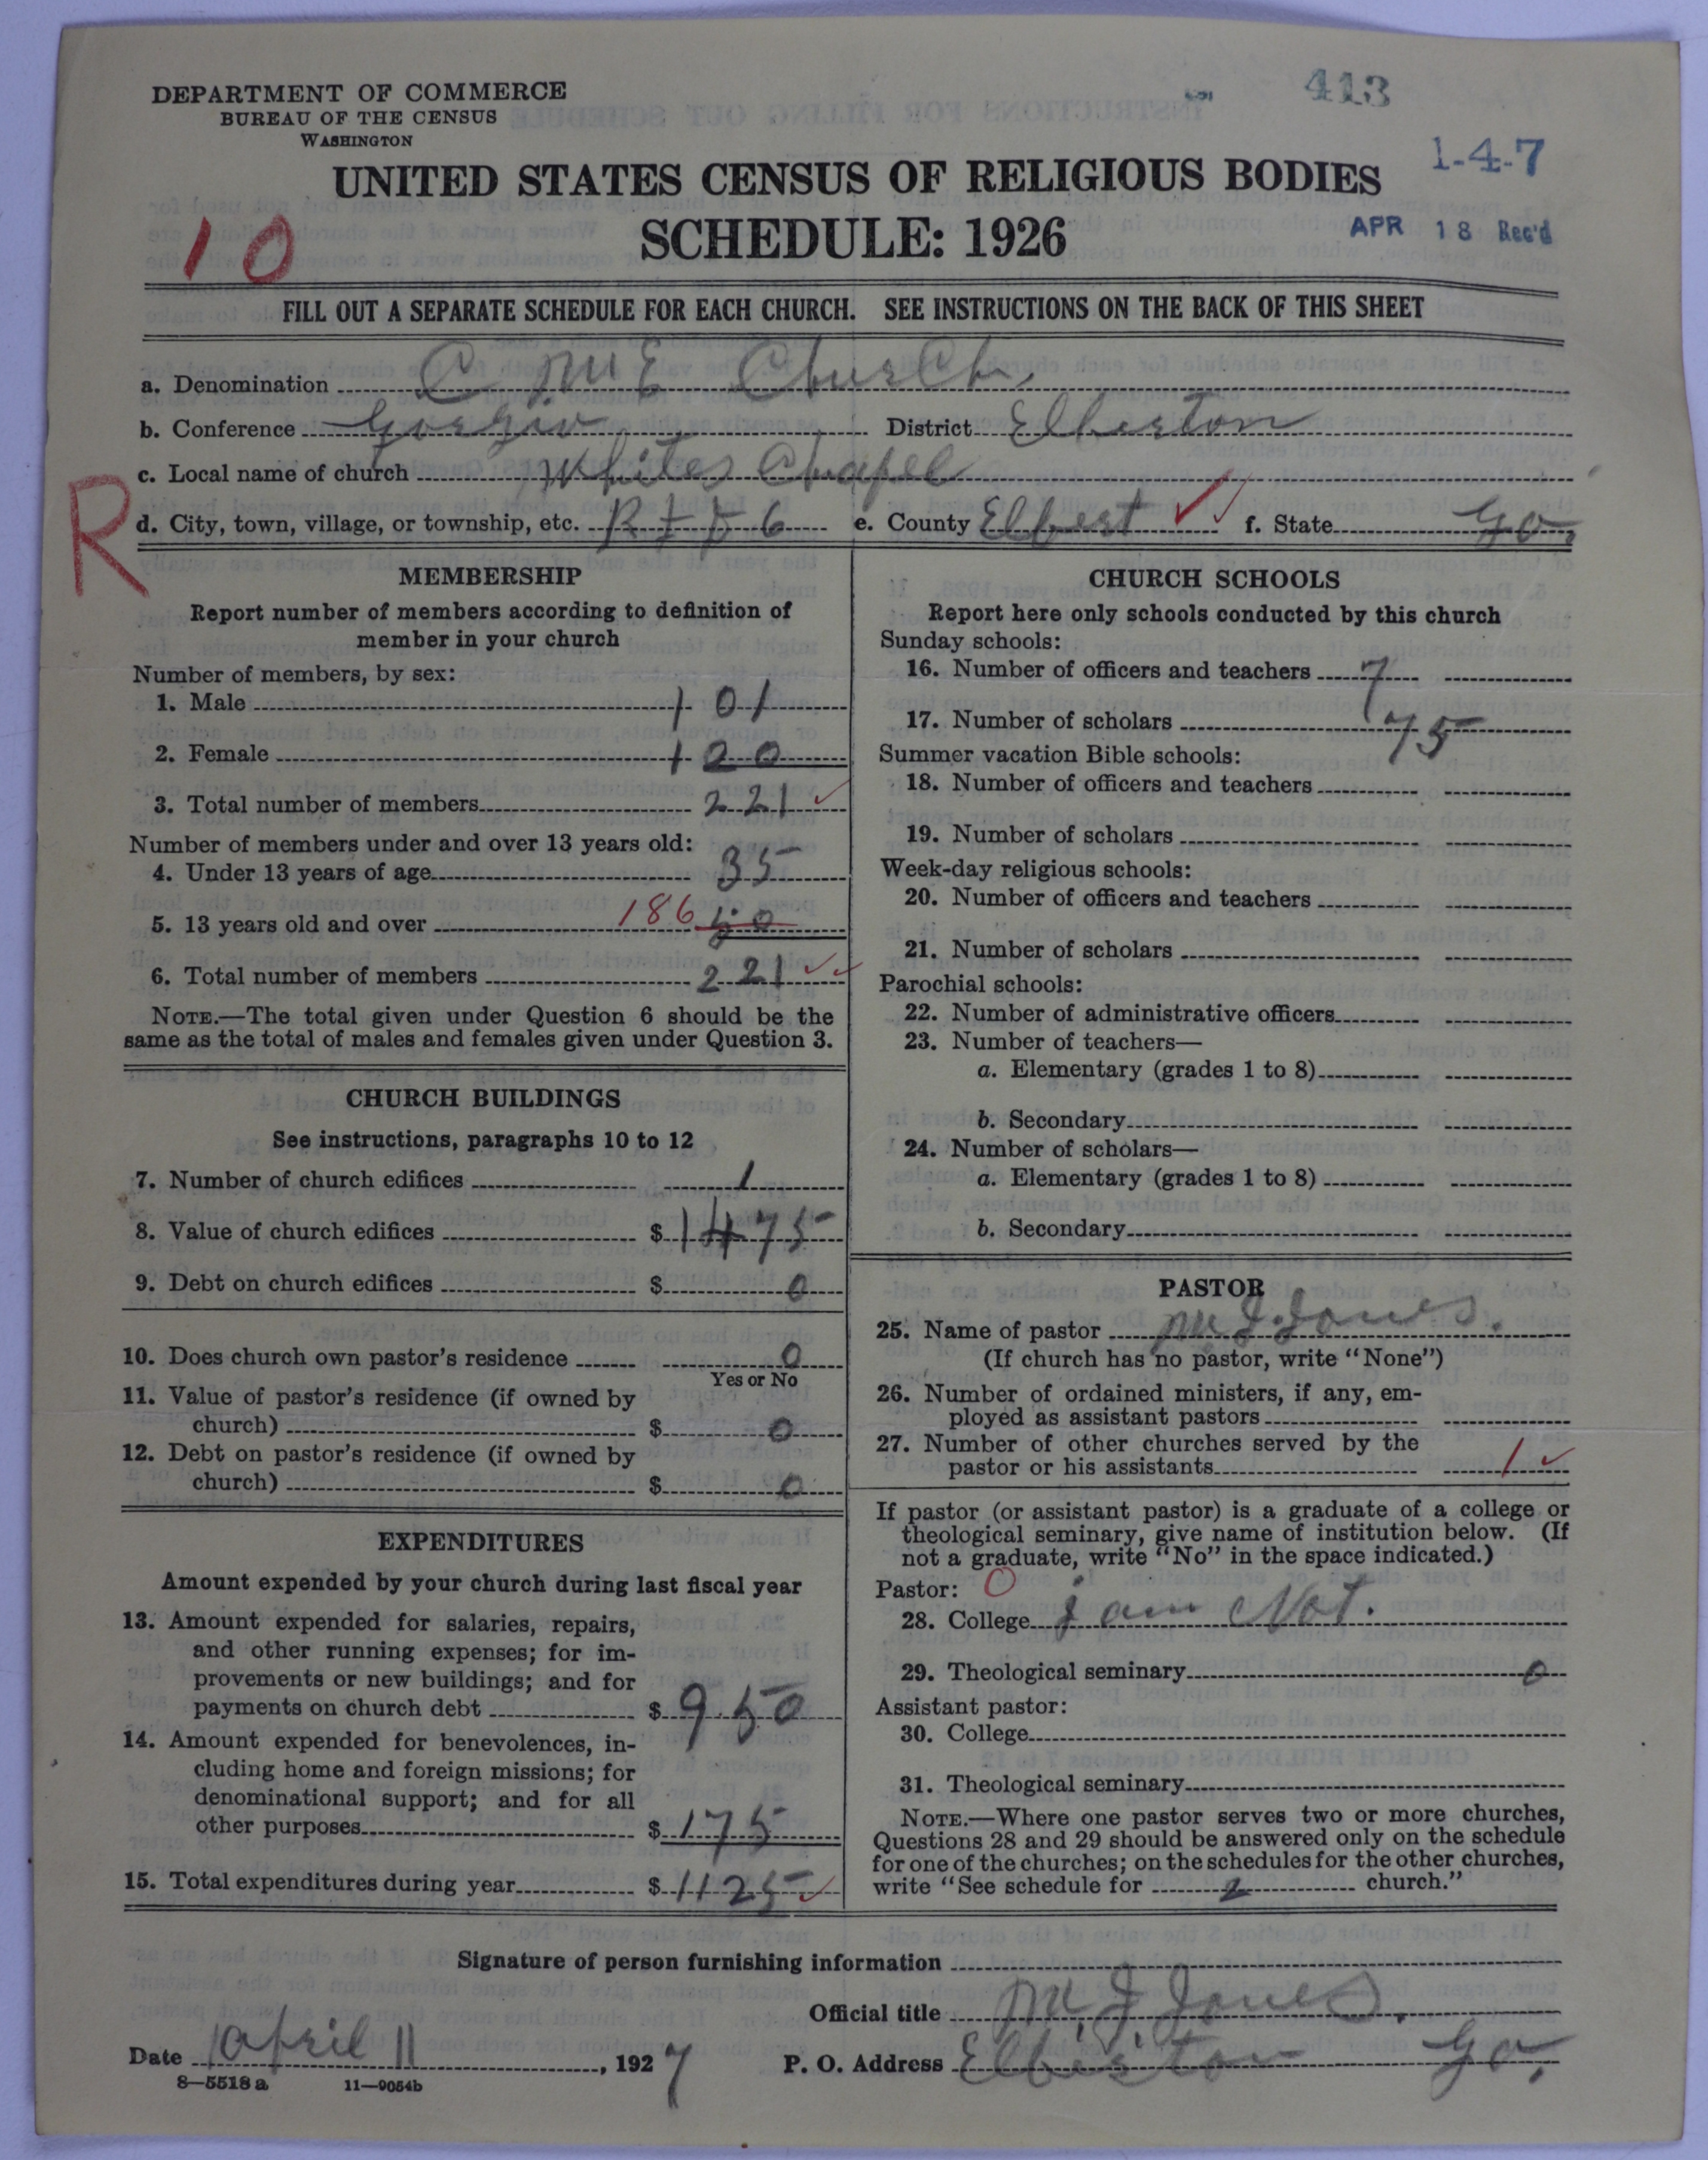 413
DEPARTMENT OF COMMERCE
BUREAU OF THE CENSUS
WASHINGTON
1-4-7
UNITED STATES CENSUS OF RELIGIOUS BODIES
SCHEDULE: 1926
APR 18 Rec'd
10
FILL OUT A SEPARATE SCHEDULE FOR EACH CHURCH. SEE INSTRUCTIONS ON THE BACK OF THIS SHEET
a. Denomination C M E Church.
b. Conference Gorgia District Elberton
c. Local name of church Whites Chapel
R
d. City, town, village, or township, etc. R F D 6 e. County Elbert ✓ ✓ f. State Ga.
MEMBERSHIP
Report number of members according to definition of
member in your church
Number of members, by sex:
1. Male 101
2. Female 120
3. Total number of members 221 ✓
Number of members under and over 13 years old:
4. Under 13 years of age 35
5. 13 years old and over 186 50
6. Total number of members 221 ✓ ✓
NOTE.—The total given under Question 6 should be the
same as the total of males and females given under Question 3.
CHURCH BUILDINGS
See instructions, paragraphs 10 to 12
7. Number of church edifices 1
8. Value of church edifices $ 1475
9. Debt on church edifices $ 0
10. Does church own pastor's residence 0
Yes or No
11. Value of pastor's residence (if owned by
church) $ 0
12. Debt on pastor's residence (if owned by
church) $ 0
EXPENDITURES
Amount expended by your church during last fiscal year
13. Amount expended for salaries, repairs,
and other running expenses; for im-
provements or new buildings; and for
payments on church debt $ 950
14. Amount expended for benevolences, in-
cluding home and foreign missions; for
denominational support; and for all
other purposes $ 175
15. Total expenditures during year $ 1125 ✓
CHURCH SCHOOLS
Report here only schools conducted by this church
Sunday schools:
16. Number of officers and teachers 7
17. Number of scholars 75
Summer vacation Bible schools:
18. Number of officers and teachers
19. Number of scholars
Week-day religious schools:
20. Number of officers and teachers
21. Number of scholars
Parochial schools:
22. Number of administrative officers
23. Number of teachers—
a. Elementary (grades 1 to 8)
b. Secondary
24. Number of scholars—
a. Elementary (grades 1 to 8)
b. Secondary
PASTOR
25. Name of pastor M. J. Jones.
(If church has no pastor, write "None")
26. Number of ordained ministers, if any, em-
ployed as assistant pastors
27. Number of other churches served by the
pastor or his assistants 1 ✓
If pastor (or assistant pastor) is a graduate of a college or
theological seminary, give name of institution below. (If
not a graduate, write "No" in the space indicated.)
Pastor: O
28. College I am Not.
29. Theological seminary 0
Assistant pastor:
30. College
31. Theological seminary
NOTE.—Where one pastor serves two or more churches,
Questions 28 and 29 should be answered only on the schedule
for one of the churches; on the schedules for the other churches,
write "See schedule for 2 church."
Signature of person furnishing information
Official title M. J. Jones.
Date April 11, 1927 P. O. Address Elberton Ga.
8—5518 a 11—9054b